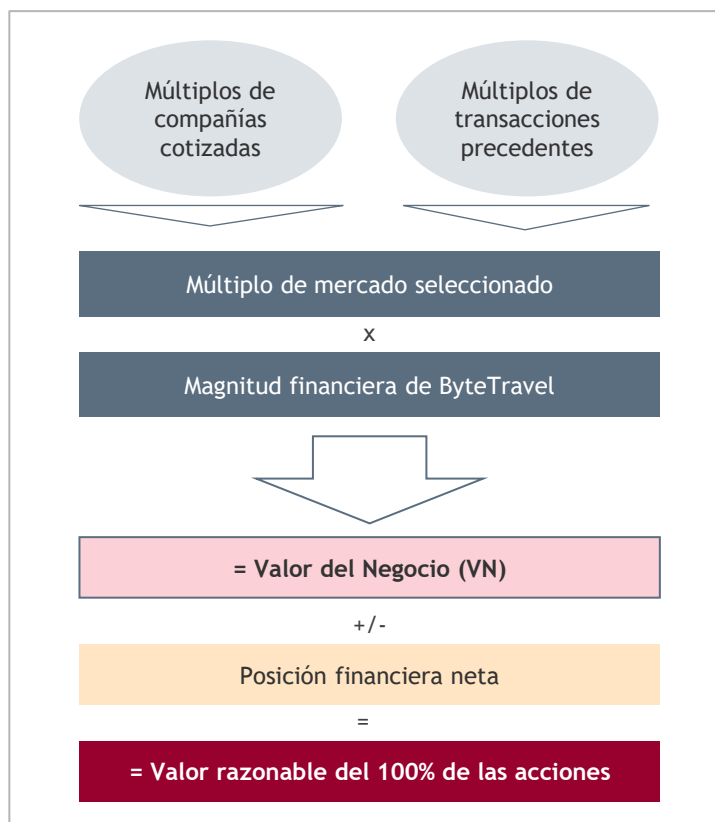 Múltiplos de
compañías
cotizadas
Múltiplos de
transacciones
precedentes
Múltiplo de mercado seleccionado
x
Magnitud financiera de ByteTravel
= Valor del Negocio (VN)
+/-
Posición financiera neta
=
= Valor razonable del 100% de las acciones